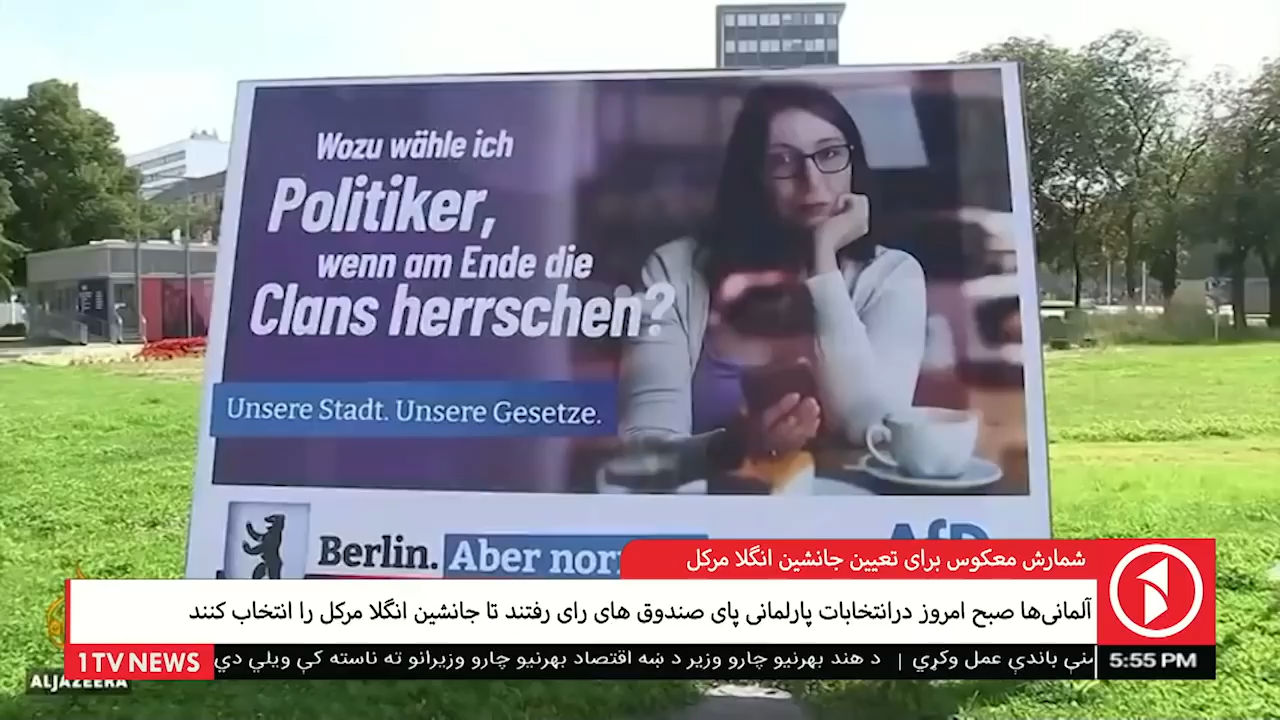 Wozu wähle ich
Politiker,
wenn am Ende die
Clans herrschen?
Unsere Stadt. Unsere Gesetze.
Berlin. Aber nor
AfD
شمارش معکوس برای تعیین جانشین انگلا مرکل
آلمانی‌ها صبح امروز درانتخابات پارلمانی پای صندوق های رای رفتند تا جانشین انگلا مرکل را انتخاب کنند
1TV NEWS
باندې عمل وکړي | د هند بهرنیو چارو وزیر د ښه اقتصاد بهرنیو چارو وزیرانو ته ناسته کې ویلي دي
5:55 PM
ALJAZEERA